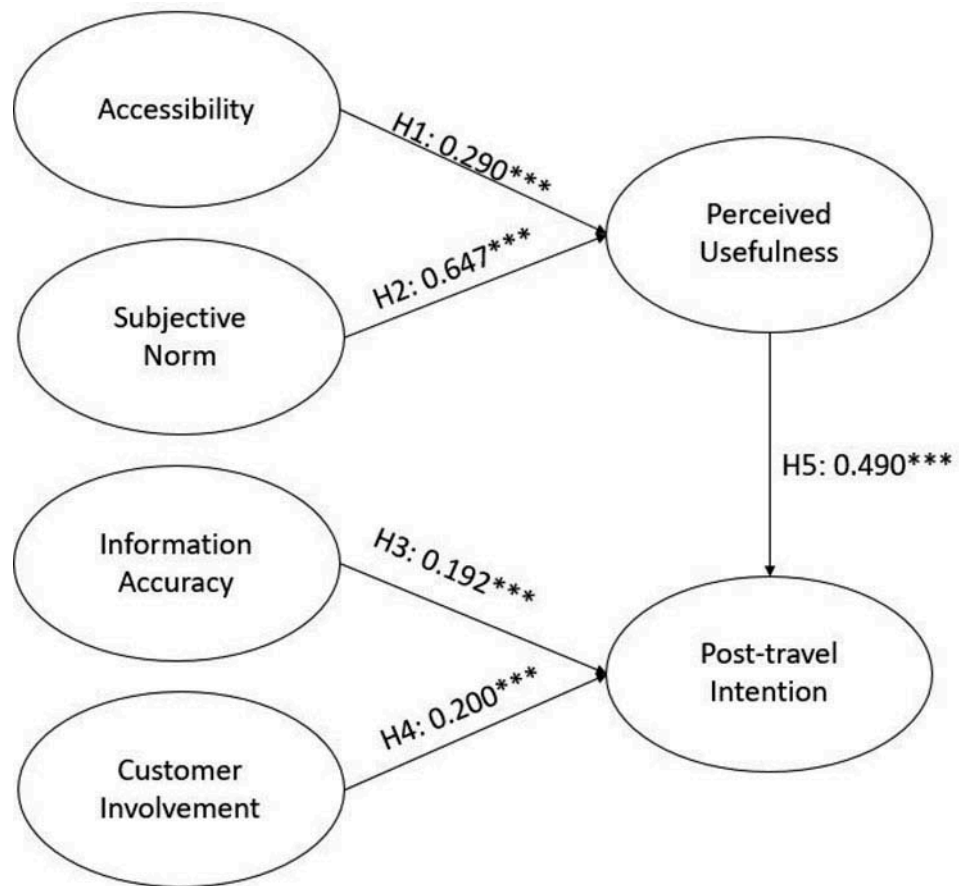 Accessibility
H1: 0.290***
Perceived
Usefulness
H2: 0.647***
Subjective
Norm
H5: 0.490***
Information
Accuracy
H3: 0.192***
Post-travel
Intention
H4: 0.200***
Customer
Involvement